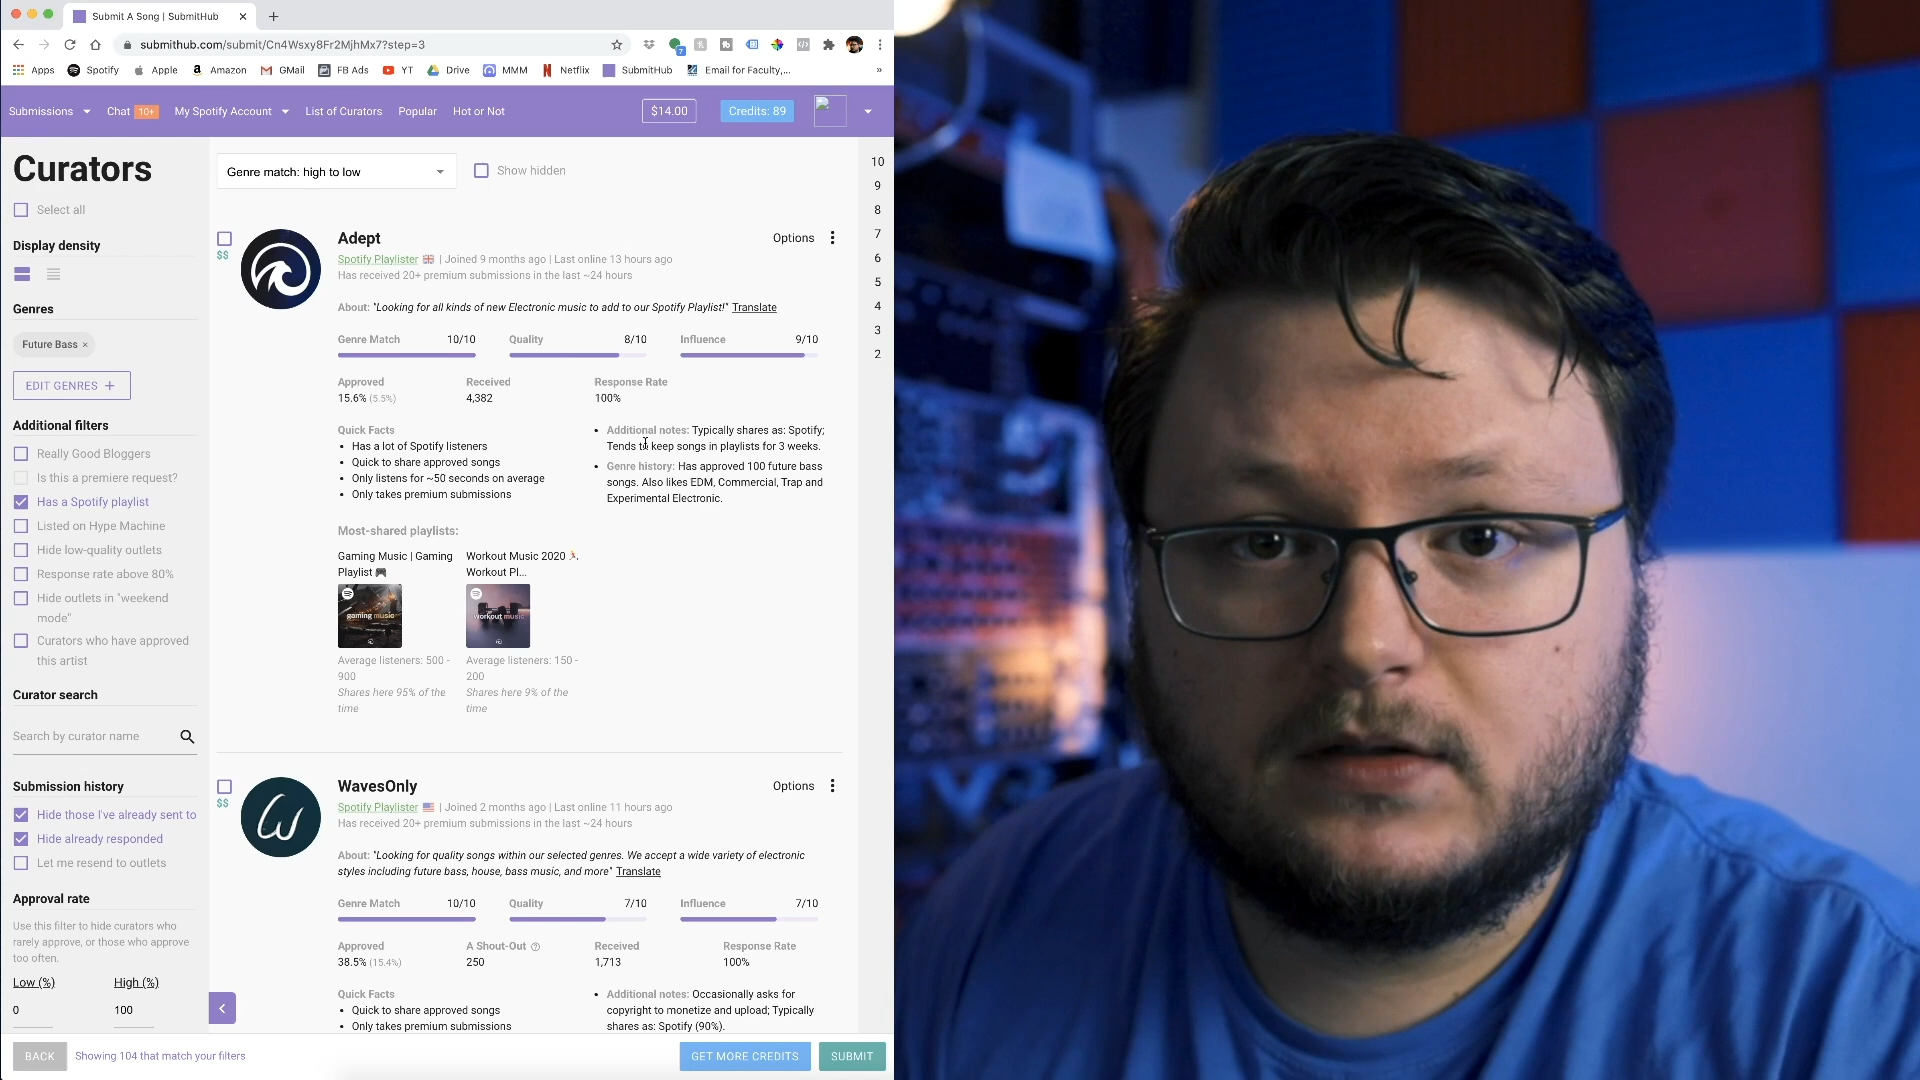 Submit A Song | SubmitHub
submithub.com/submit/Cn4Wsxy8Fr2MjhMx7?step=3
7
Apps Spotify Apple Amazon GMail FB Ads YT Drive MMM Netflix SubmitHub Email for Faculty,... »
Submissions Chat 10+ My Spotify Account List of Curators Popular Hot or Not $14.00 Credits: 89
Curators
Select all
Display density
Genres
Future Bass ×
EDIT GENRES +
Additional filters
Really Good Bloggers
Is this a premiere request?
Has a Spotify playlist
Listed on Hype Machine
Hide low-quality outlets
Response rate above 80%
Hide outlets in "weekend
mode"
Curators who have approved
this artist
Curator search
Search by curator name
Submission history
Hide those I've already sent to
Hide already responded
Let me resend to outlets
Approval rate
Use this filter to hide curators who
rarely approve, or those who approve
too often.
Low (%) High (%)
0 100
Genre match: high to low
Show hidden
10
9
8
7
6
5
4
3
2
Adept
Options
$$
Spotify Playlister | Joined 9 months ago | Last online 13 hours ago
Has received 20+ premium submissions in the last ~24 hours
About: "Looking for all kinds of new Electronic music to add to our Spotify Playlist!" Translate
Genre Match 10/10 Quality 8/10 Influence 9/10
Approved Received Response Rate
15.6% (5.5%) 4,382 100%
Quick Facts
• Has a lot of Spotify listeners
• Quick to share approved songs
• Only listens for ~50 seconds on average
• Only takes premium submissions
• Additional notes: Typically shares as: Spotify;
Tends to keep songs in playlists for 3 weeks.
• Genre history: Has approved 100 future bass
songs. Also likes EDM, Commercial, Trap and
Experimental Electronic.
Most-shared playlists:
Gaming Music | Gaming
Playlist 🎮
gaming music
Average listeners: 500 -
900
Shares here 95% of the
time
Workout Music 2020 🏃.
Workout Pl...
workout music
Average listeners: 150 -
200
Shares here 9% of the
time
WavesOnly
Options
$$
Spotify Playlister | Joined 2 months ago | Last online 11 hours ago
Has received 20+ premium submissions in the last ~24 hours
About: "Looking for quality songs within our selected genres. We accept a wide variety of electronic
styles including future bass, house, bass music, and more" Translate
Genre Match 10/10 Quality 7/10 Influence 7/10
Approved A Shout-Out Received Response Rate
38.5% (15.4%) 250 1,713 100%
Quick Facts
• Quick to share approved songs
• Only takes premium submissions
• Additional notes: Occasionally asks for
copyright to monetize and upload; Typically
shares as: Spotify (90%).
BACK Showing 104 that match your filters GET MORE CREDITS SUBMIT